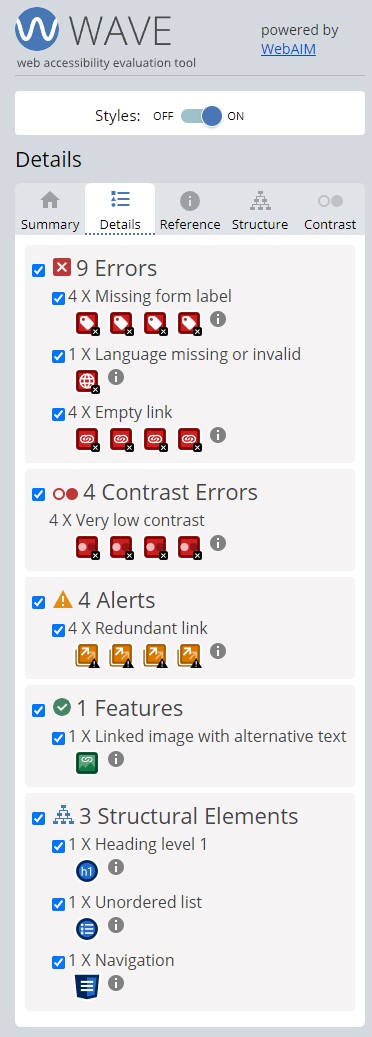 WAVE
web accessibility evaluation tool
powered by
WebAIM
Styles: OFF ON
Details
Summary Details Reference Structure Contrast
9 Errors
4 X Missing form label
1 X Language missing or invalid
4 X Empty link
4 Contrast Errors
4 X Very low contrast
4 Alerts
4 X Redundant link
1 Features
1 X Linked image with alternative text
3 Structural Elements
1 X Heading level 1
h1
1 X Unordered list
1 X Navigation